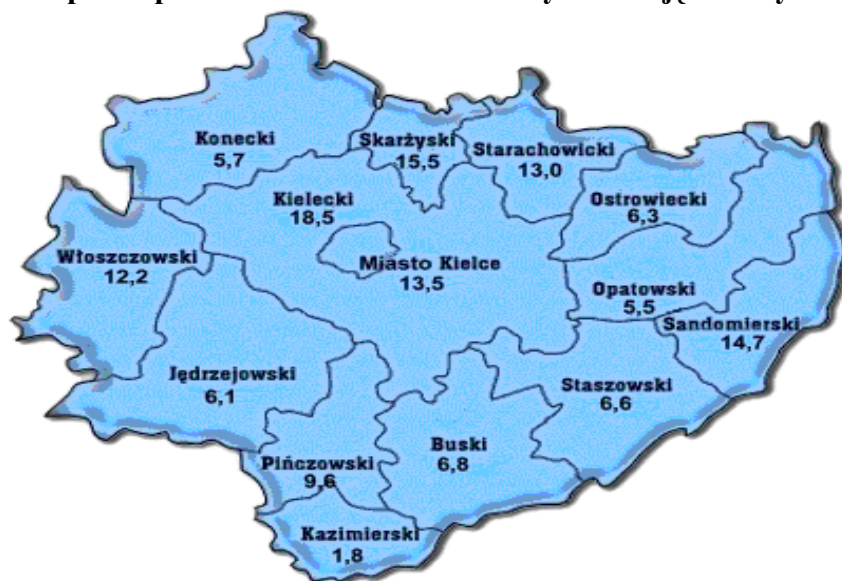 Konecki
5,7
Skarżyski
15,5
Starachowicki
13,0
Kielecki
18,5
Ostrowiecki
6,3
Włoszczowski
12,2
Miasto Kielce
13,5
Opatowski
5,5
Sandomierski
14,7
Jędrzejowski
6,1
Staszowski
6,6
Buski
6,8
Pińczowski
9,6
Kazimierski
1,8